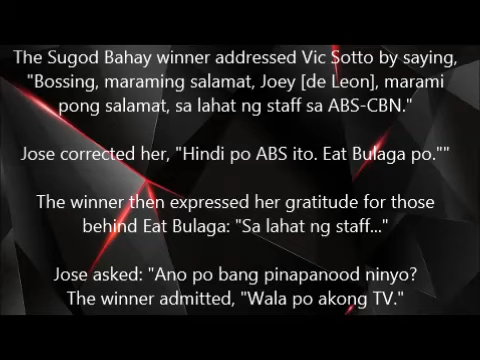 The Sugod Bahay winner addressed Vic Sotto by saying,
"Bossing, maraming salamat, Joey [de Leon], marami
pong salamat, sa lahat ng staff sa ABS-CBN."
Jose corrected her, "Hindi po ABS ito. Eat Bulaga po.""
The winner then expressed her gratitude for those
behind Eat Bulaga: "Sa lahat ng staff..."
Jose asked: "Ano po bang pinapanood ninyo?
The winner admitted, "Wala po akong TV."